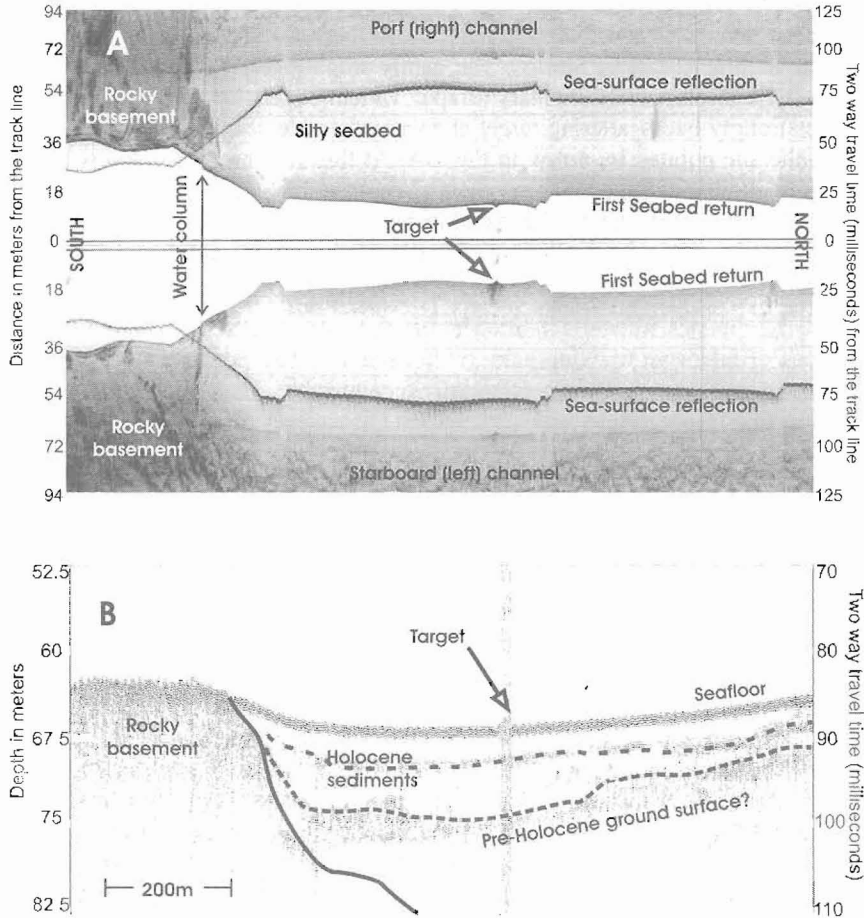 94
72
54
36
18
0
18
36
54
72
94
Distance in meters from the track line
A
Port (right) channel
Rocky
basement
Sea-surface reflection
Silty seabed
First Seabed return
SOUTH
Water column
Target
NORTH
First Seabed return
Sea-surface reflection
Rocky
basement
Starboard (left) channel
125
100
75
50
25
0
25
50
75
100
125
Two way travel time (milliseconds) from the track line
52.5
60
67.5
75
82.5
Depth in meters
B
Target
Seafloor
Rocky
basement
Holocene
sediments
Pre-Holocene ground surface?
200m
70
80
90
100
110
Two way travel time (milliseconds)